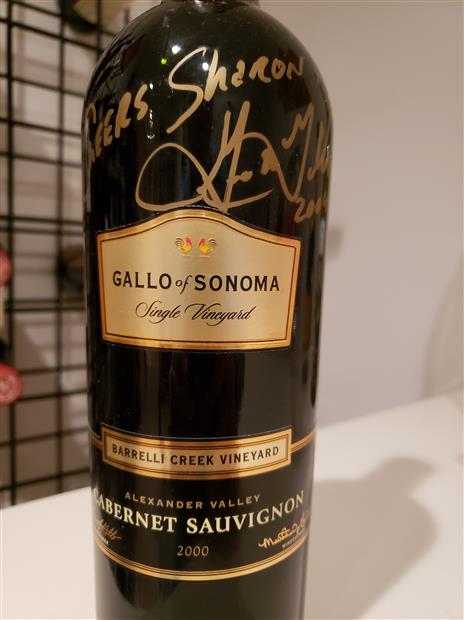 Sharon
GALLO of SONOMA
Single Vineyard
BARRELLI CREEK VINEYARD
ALEXANDER VALLEY
CABERNET SAUVIGNON
2000